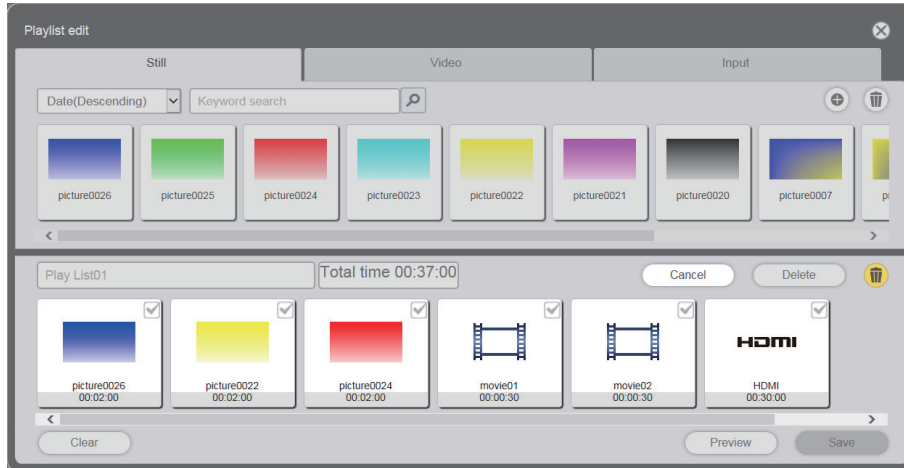 Playlist edit
Still Video Input
Date(Descending) Keyword search
picture0026 picture0025 picture0024 picture0023 picture0022 picture0021 picture0020 picture0007
Play List01 Total time 00:37:00 Cancel Delete
HDMI
picture0026 picture0022 picture0024 movie01 movie02 HDMI
00:02:00 00:02:00 00:02:00 00:00:30 00:00:30 00:30:00
Clear Preview Save